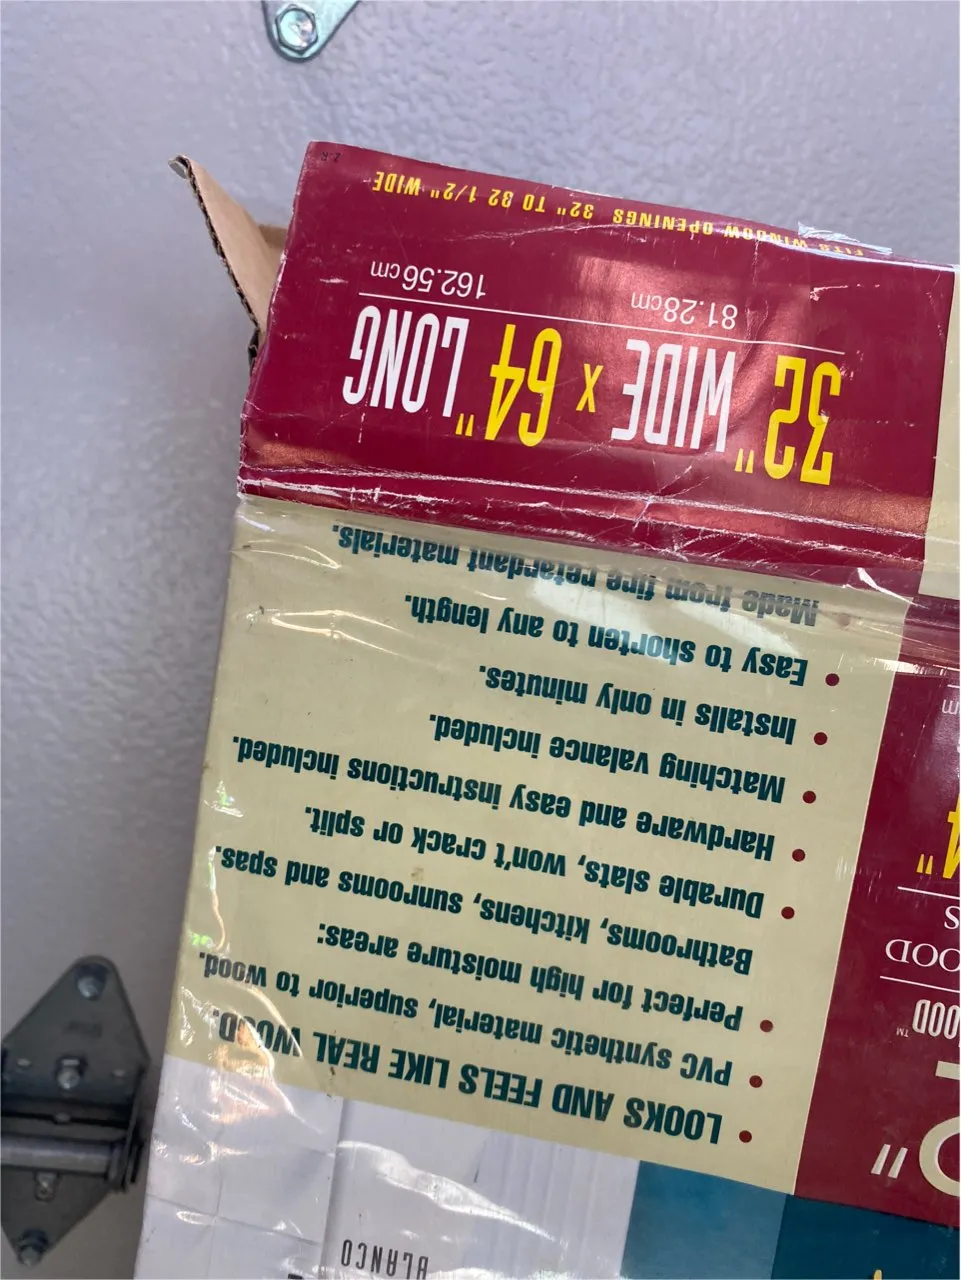 LOOKS AND FEELS LIKE REAL WOOD.
PVC synthetic material, superior to wood.
Perfect for high moisture areas:
Bathrooms, kitchens, sunrooms and spas.
Durable slats, won't crack or split.
Hardware and easy instructions included.
Matching valance included.
Installs in only minutes.
Easy to shorten to any length.
Made from fire retardant materials.
32" WIDE x 64" LONG
81.28cm 162.56cm
FITS WINDOW OPENINGS 32" TO 32 1/2" WIDE
BLANCO